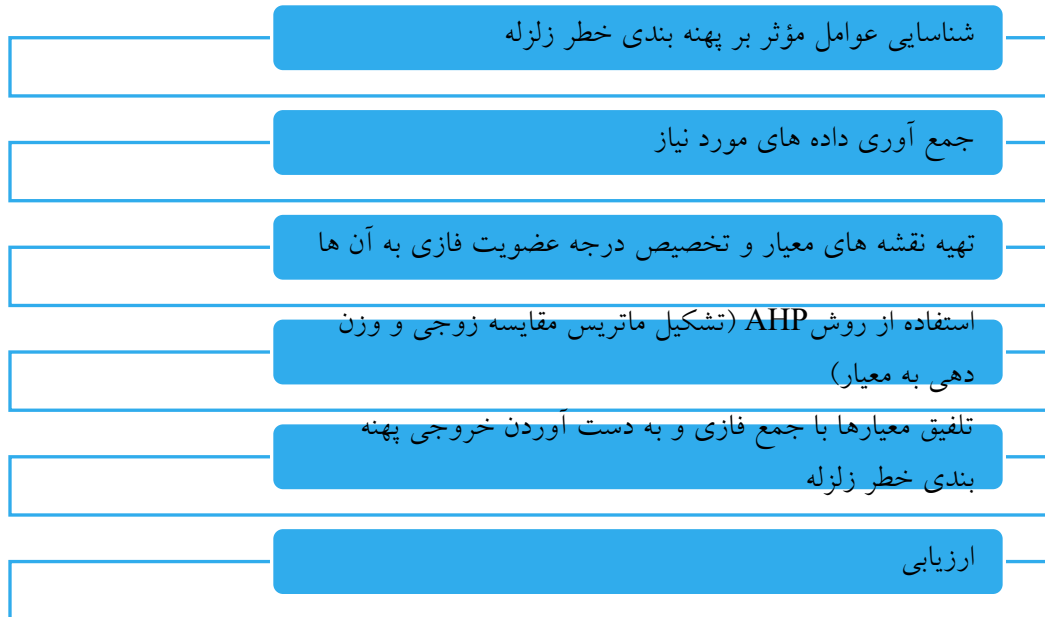 شناسایی عوامل مؤثر بر پهنه بندی خطر زلزله
جمع آوری داده های مورد نیاز
تهیه نقشه های معیار و تخصیص درجه عضویت فازی به آن ها
استفاده از روش AHP (تشکیل ماتریس مقایسه زوجی و وزن
دهی به معیار)
تلفیق معیارها با جمع فازی و به دست آوردن خروجی پهنه
بندی خطر زلزله
ارزیابی